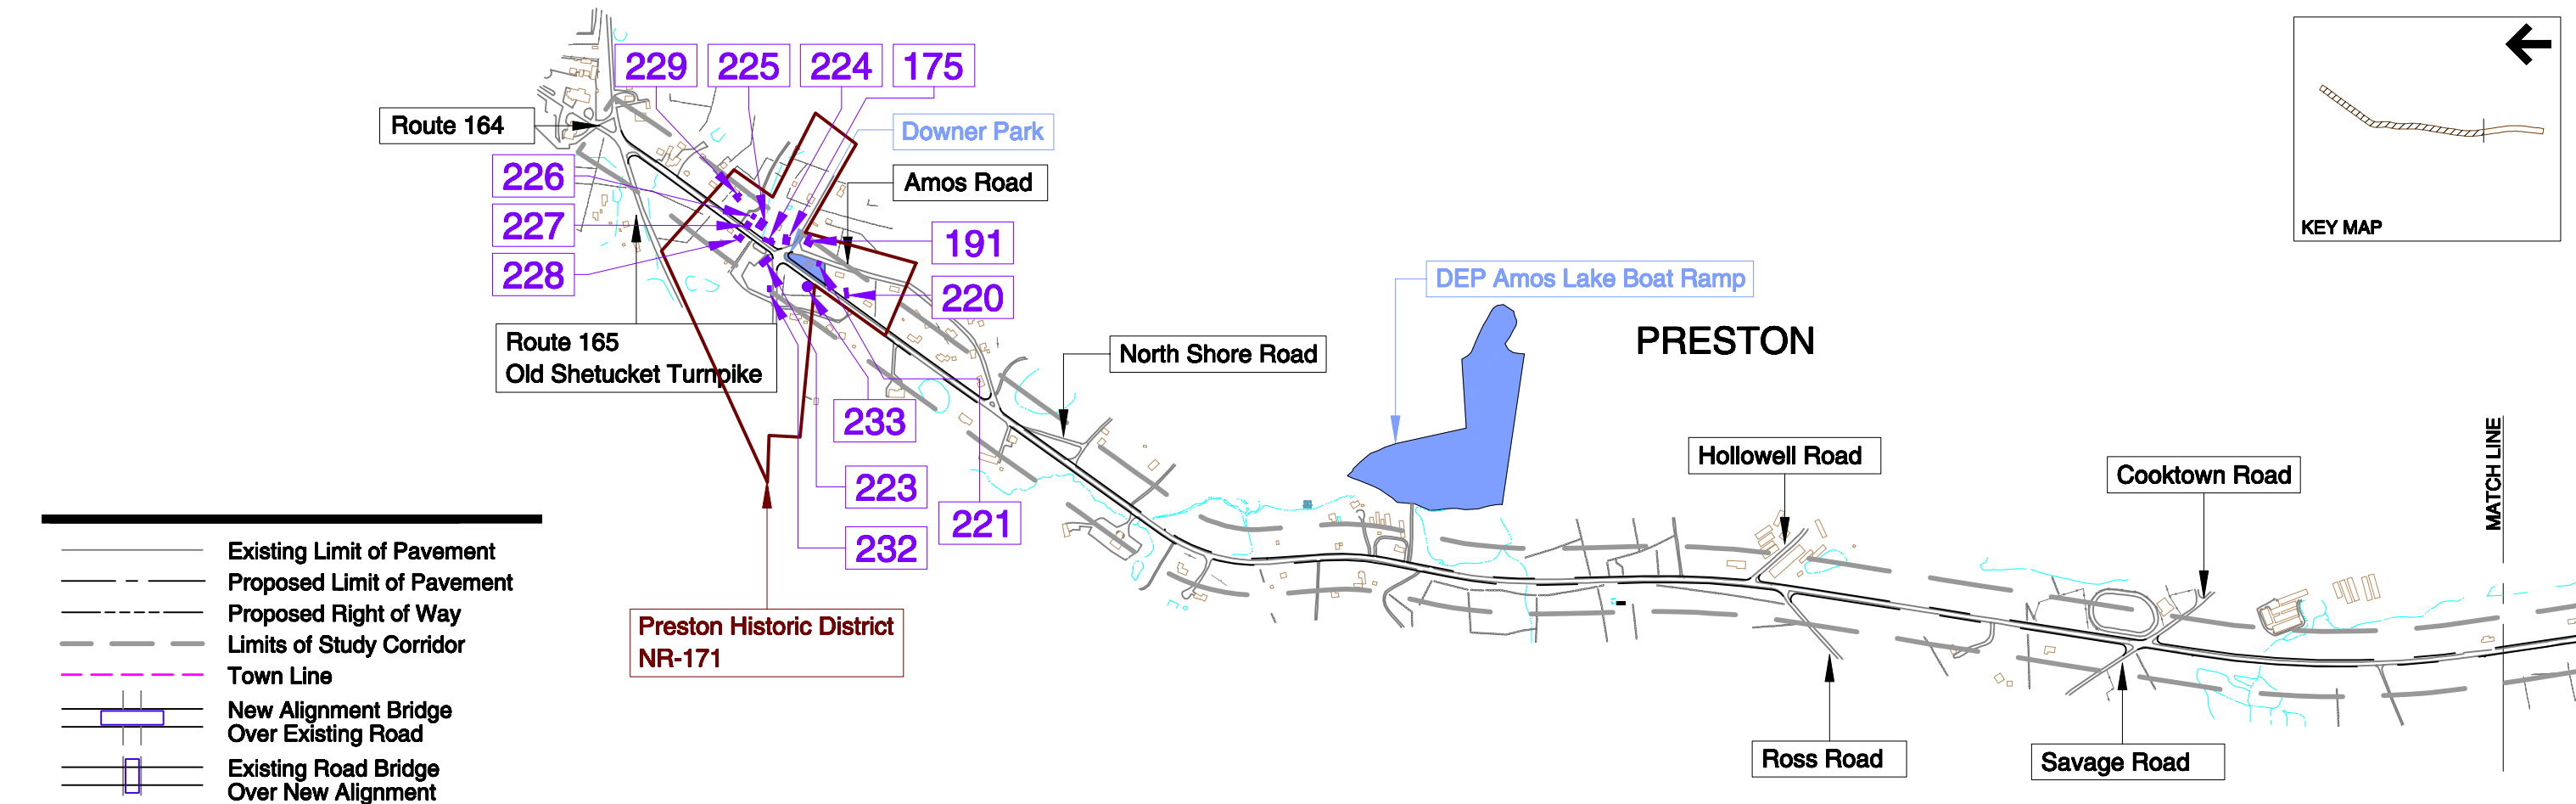 229
225
224
175
Route 164
Downer Park
226
Amos Road
227
191
228
220
KEY MAP
DEP Amos Lake Boat Ramp
Route 165
Old Shetucket Turnpike
North Shore Road
PRESTON
233
Hollowell Road
Cooktown Road
MATCH LINE
223
221
232
Existing Limit of Pavement
Proposed Limit of Pavement
Proposed Right of Way
Limits of Study Corridor
Town Line
New Alignment Bridge
Over Existing Road
Existing Road Bridge
Over New Alignment
Preston Historic District
NR-171
Ross Road
Savage Road